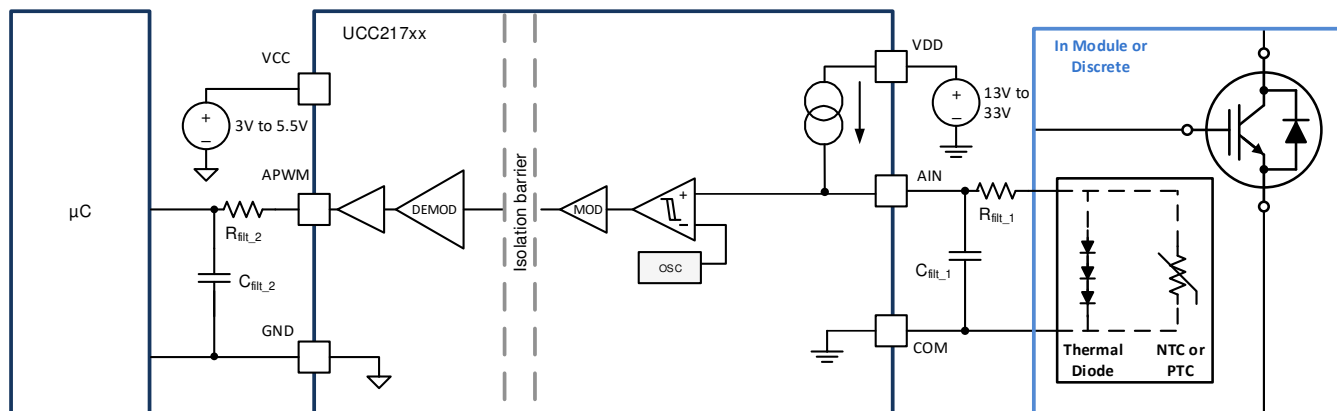 UCC217xx
VCC
VDD
In Module or
Discrete
+
−
3V to 5.5V
+
−
13V to
33V
APWM
AIN
μC
DEMOD
Isolation barrier
MOD
+
−
Rfilt_2
Rfilt_1
OSC
Cfilt_2
Cfilt_1
GND
COM
Thermal
Diode
NTC or
PTC